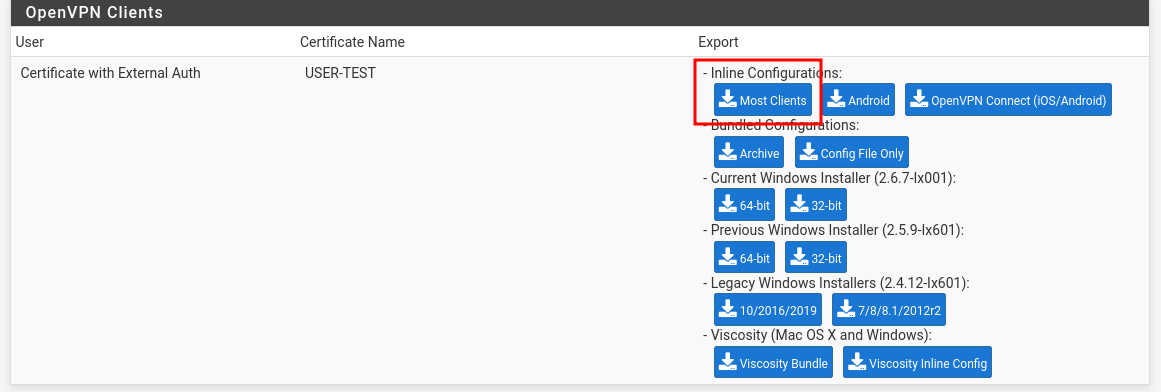 OpenVPN Clients
User Certificate Name Export
Certificate with External Auth USER-TEST - Inline Configurations:
Most Clients Android OpenVPN Connect (iOS/Android)
- Bundled Configurations:
Archive Config File Only
- Current Windows Installer (2.6.7-Ix001):
64-bit 32-bit
- Previous Windows Installer (2.5.9-Ix601):
64-bit 32-bit
- Legacy Windows Installers (2.4.12-Ix601):
10/2016/2019 7/8/8.1/2012r2
- Viscosity (Mac OS X and Windows):
Viscosity Bundle Viscosity Inline Config